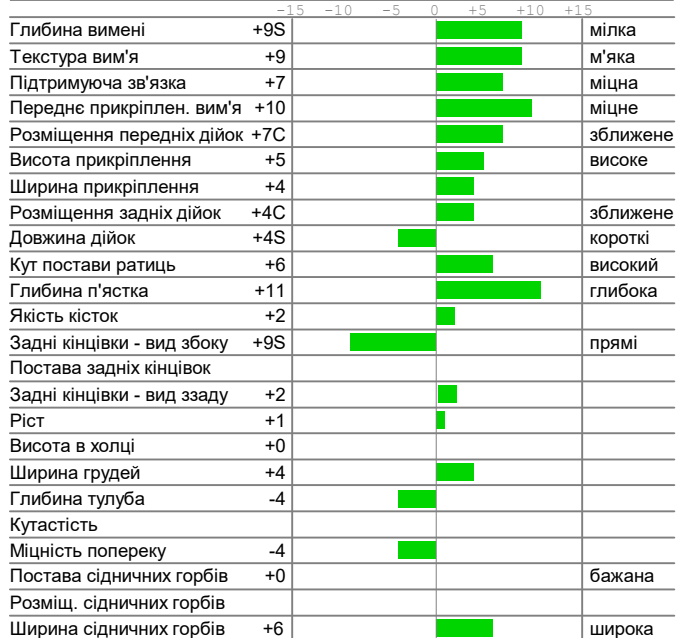 -15 -10 -5 0 +5 +10 +15
Глибина вимені +9S мілка
Текстура вим'я +9 м'яка
Підтримуюча зв'язка +7 міцна
Переднє прикріплен. вим'я +10 міцне
Розміщення передніх дійок +7C зближене
Висота прикріплення +5 високе
Ширина прикріплення +4
Розміщення задніх дійок +4C зближене
Довжина дійок +4S короткі
Кут постави ратиць +6 високий
Глибина п'ястка +11 глибока
Якість кісток +2
Задні кінцівки - вид збоку +9S прямі
Постава задніх кінцівок
Задні кінцівки - вид ззаду +2
Ріст +1
Висота в холці +0
Ширина грудей +4
Глибина тулуба -4
Кутастість
Міцність попереку -4
Постава сідничних горбів +0 бажана
Розміщ. сідничних горбів
Ширина сідничних горбів +6 широка